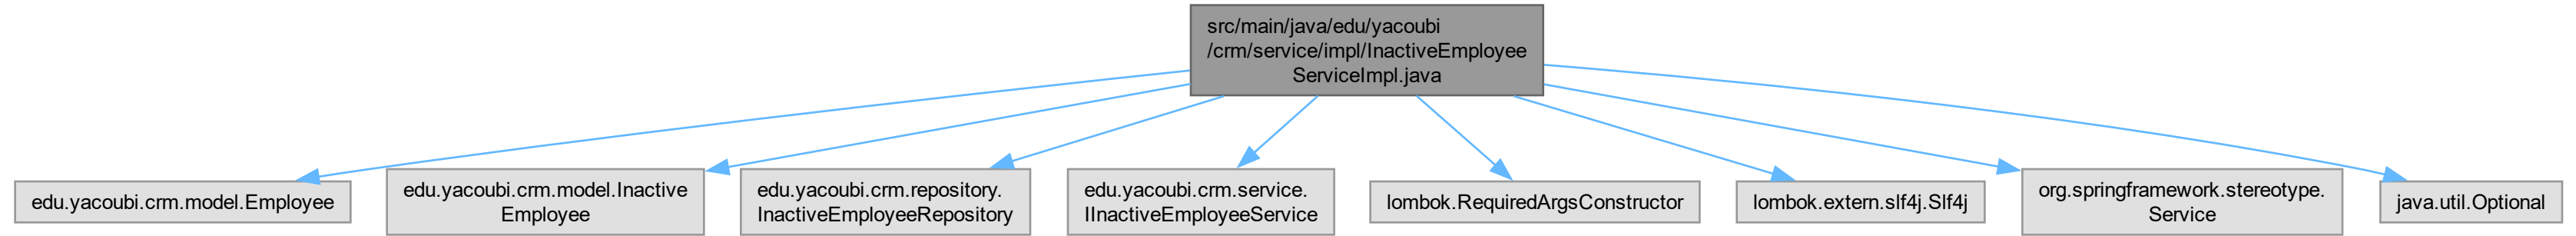 src/main/java/edu/yacoubi
/crm/service/impl/InactiveEmployee
ServiceImpl.java
edu.yacoubi.crm.model.Employee
edu.yacoubi.crm.model.Inactive
Employee
edu.yacoubi.crm.repository.
InactiveEmployeeRepository
edu.yacoubi.crm.service.
IInactiveEmployeeService
lombok.RequiredArgsConstructor
lombok.extern.slf4j.Slf4j
org.springframework.stereotype.
Service
java.util.Optional